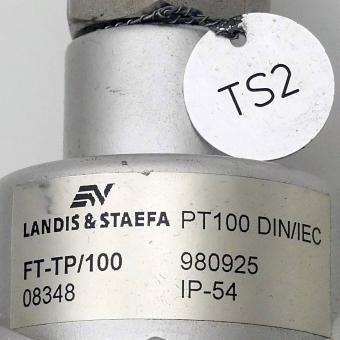 TS2
LANDIS & STAEFA PT100 DIN/IEC
FT-TP/100 980925
08348 IP-54